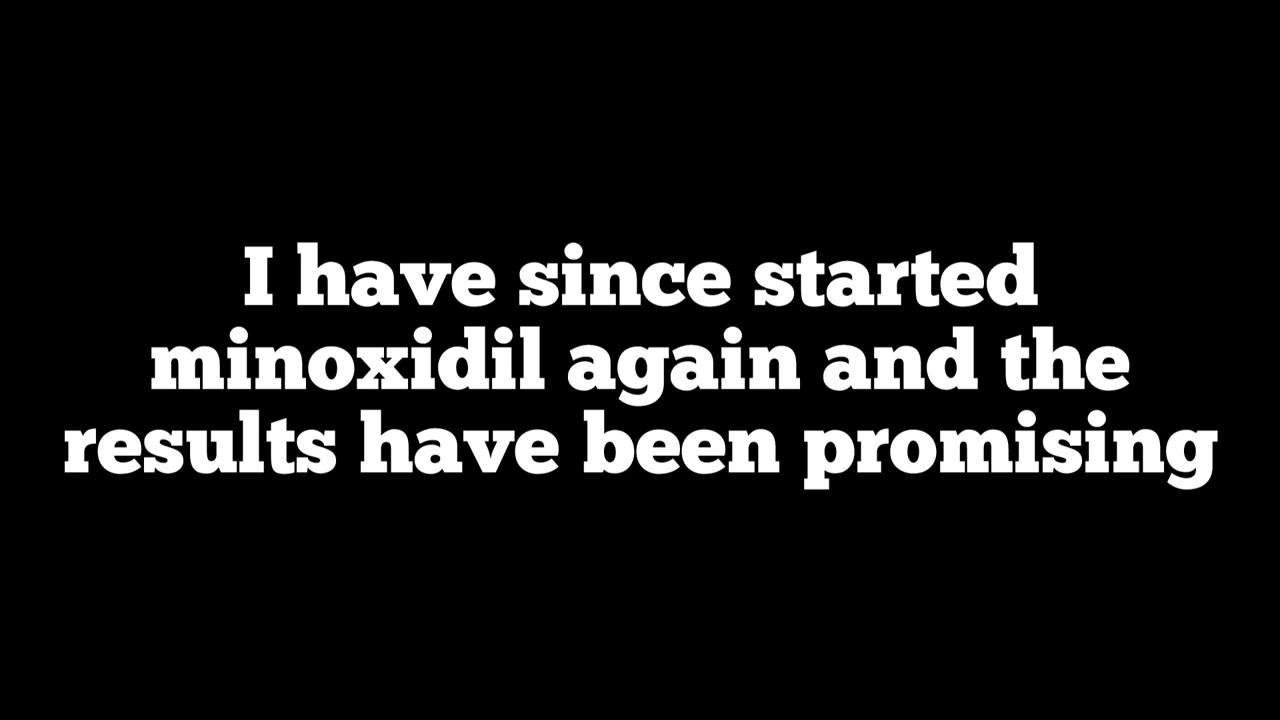 I have since started
minoxidil again and the
results have been promising